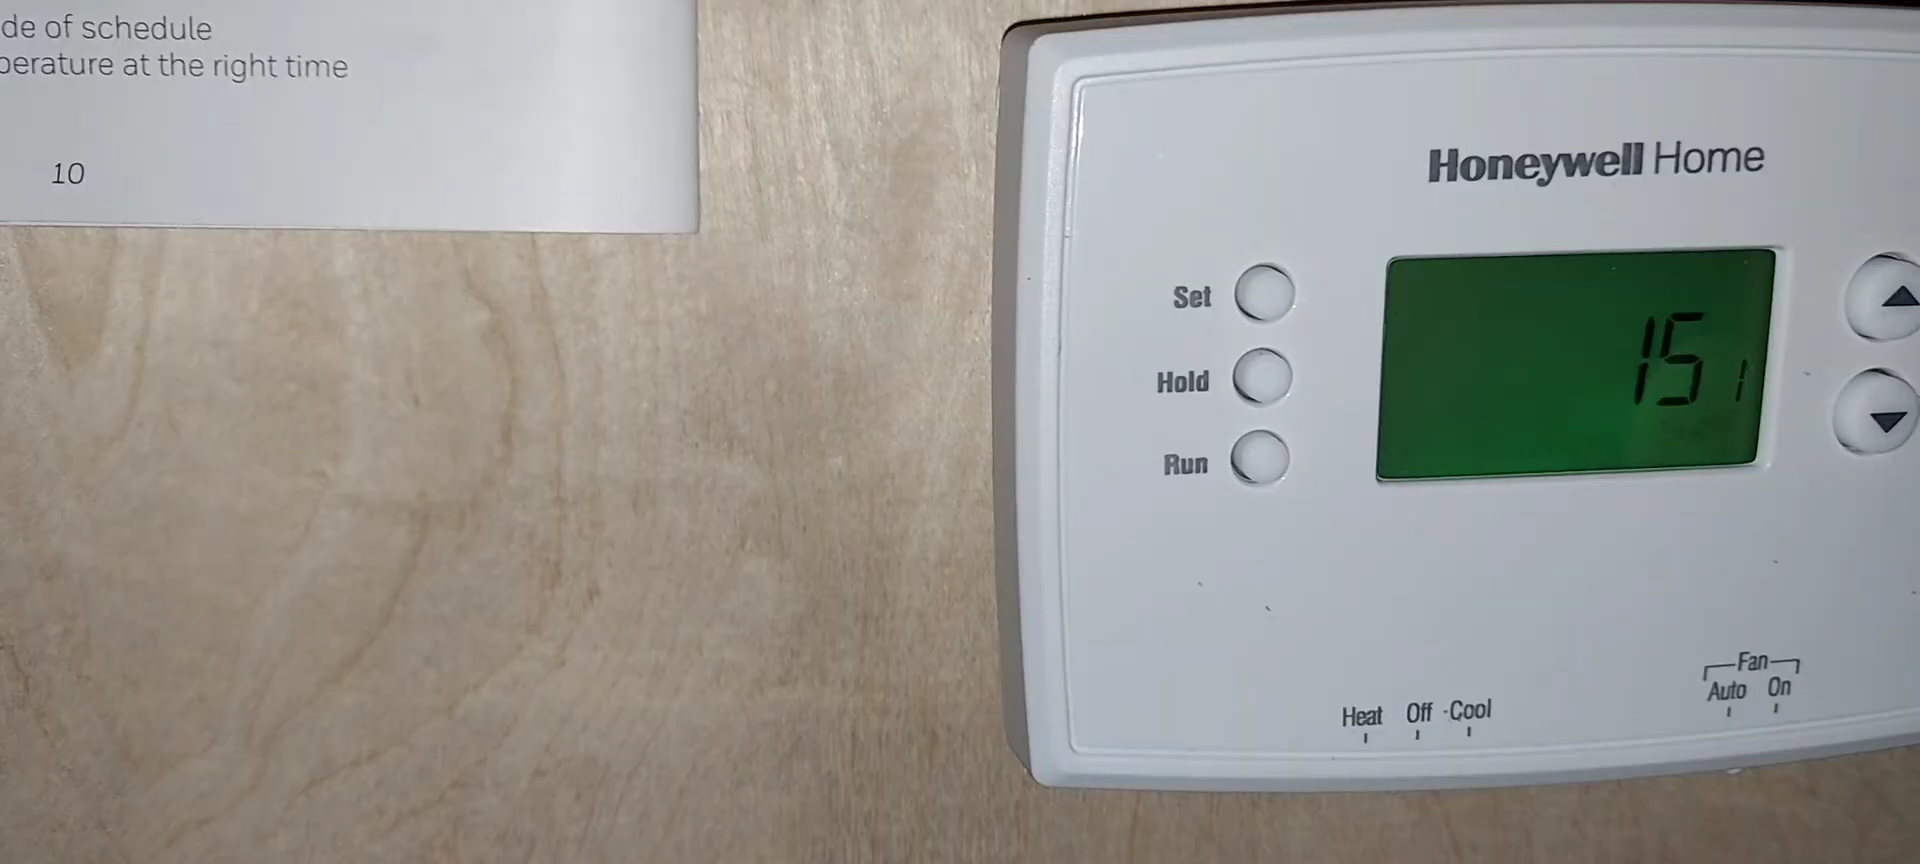 de of schedule
perature at the right time
10
Honeywell Home
Set
Hold
Run
15 1
Heat Off Cool
Fan
Auto On